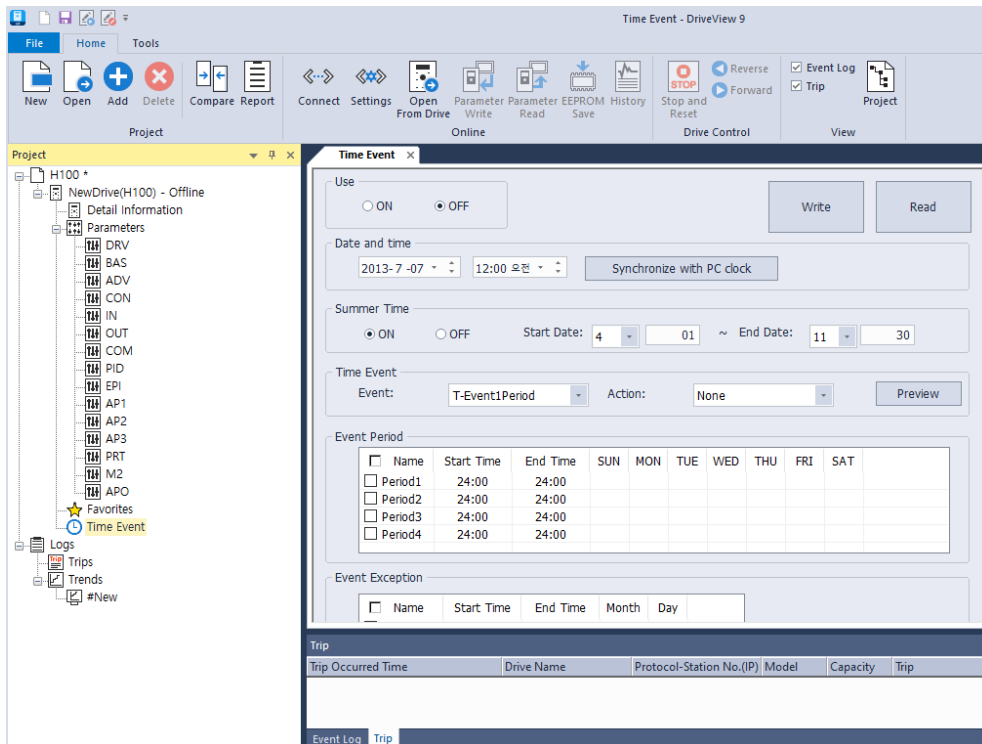 Time Event - DriveView 9
File Home Tools
New Open Add Delete Compare Report Connect Settings Open From Drive Parameter Write Parameter Read EEPROM Save History Stop and Reset Reverse Forward Event Log Trip Project
STOP
Project Online Drive Control View
Project
H100 *
NewDrive(H100) - Offline
Detail Information
Parameters
DRV
BAS
ADV
CON
IN
OUT
COM
PID
EPI
AP1
AP2
AP3
PRT
M2
APO
Favorites
Time Event
Logs
Trips
Trends
#New
Time Event
Use
ON OFF Write Read
Date and time
2013- 7 -07 12:00 오전 Synchronize with PC clock
Summer Time
ON OFF Start Date: 4 01 ~ End Date: 11 30
Time Event
Event: T-Event1Period Action: None Preview
Event Period
Name Start Time End Time SUN MON TUE WED THU FRI SAT
Period1 24:00 24:00
Period2 24:00 24:00
Period3 24:00 24:00
Period4 24:00 24:00
Event Exception
Name Start Time End Time Month Day
Trip
Trip Occurred Time Drive Name Protocol-Station No.(IP) Model Capacity Trip
Event Log Trip